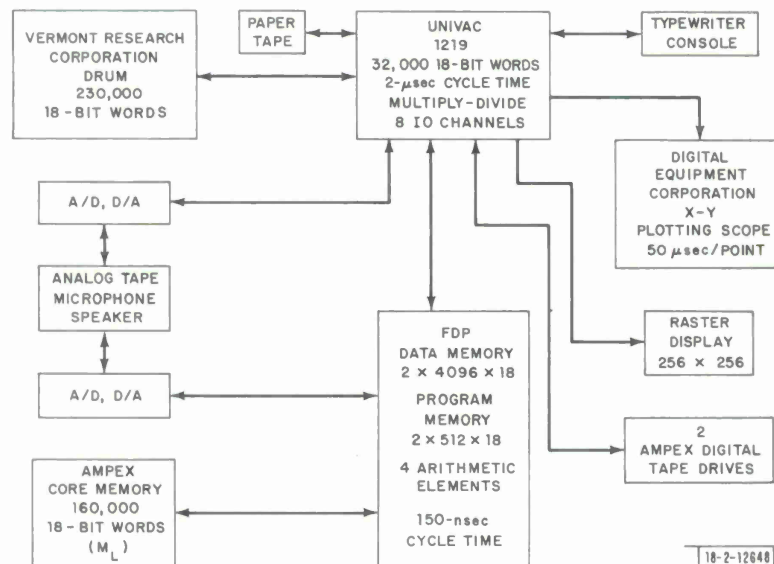 VERMONT RESEARCH
CORPORATION
DRUM
230,000
18-BIT WORDS
PAPER
TAPE
UNIVAC
1219
32,000 18-BIT WORDS
2-μsec CYCLE TIME
MULTIPLY-DIVIDE
8 IO CHANNELS
TYPEWRITER
CONSOLE
DIGITAL
EQUIPMENT
CORPORATION
X-Y
PLOTTING SCOPE
50 μsec/POINT
A/D, D/A
ANALOG TAPE
MICROPHONE
SPEAKER
A/D, D/A
FDP
DATA MEMORY
2 × 4096 × 18
PROGRAM
MEMORY
2 × 512 × 18
4 ARITHMETIC
ELEMENTS
150-nsec
CYCLE TIME
RASTER
DISPLAY
256 × 256
2
AMPEX DIGITAL
TAPE DRIVES
AMPEX
CORE MEMORY
160,000
18-BIT WORDS
(M_L)
18-2-12648